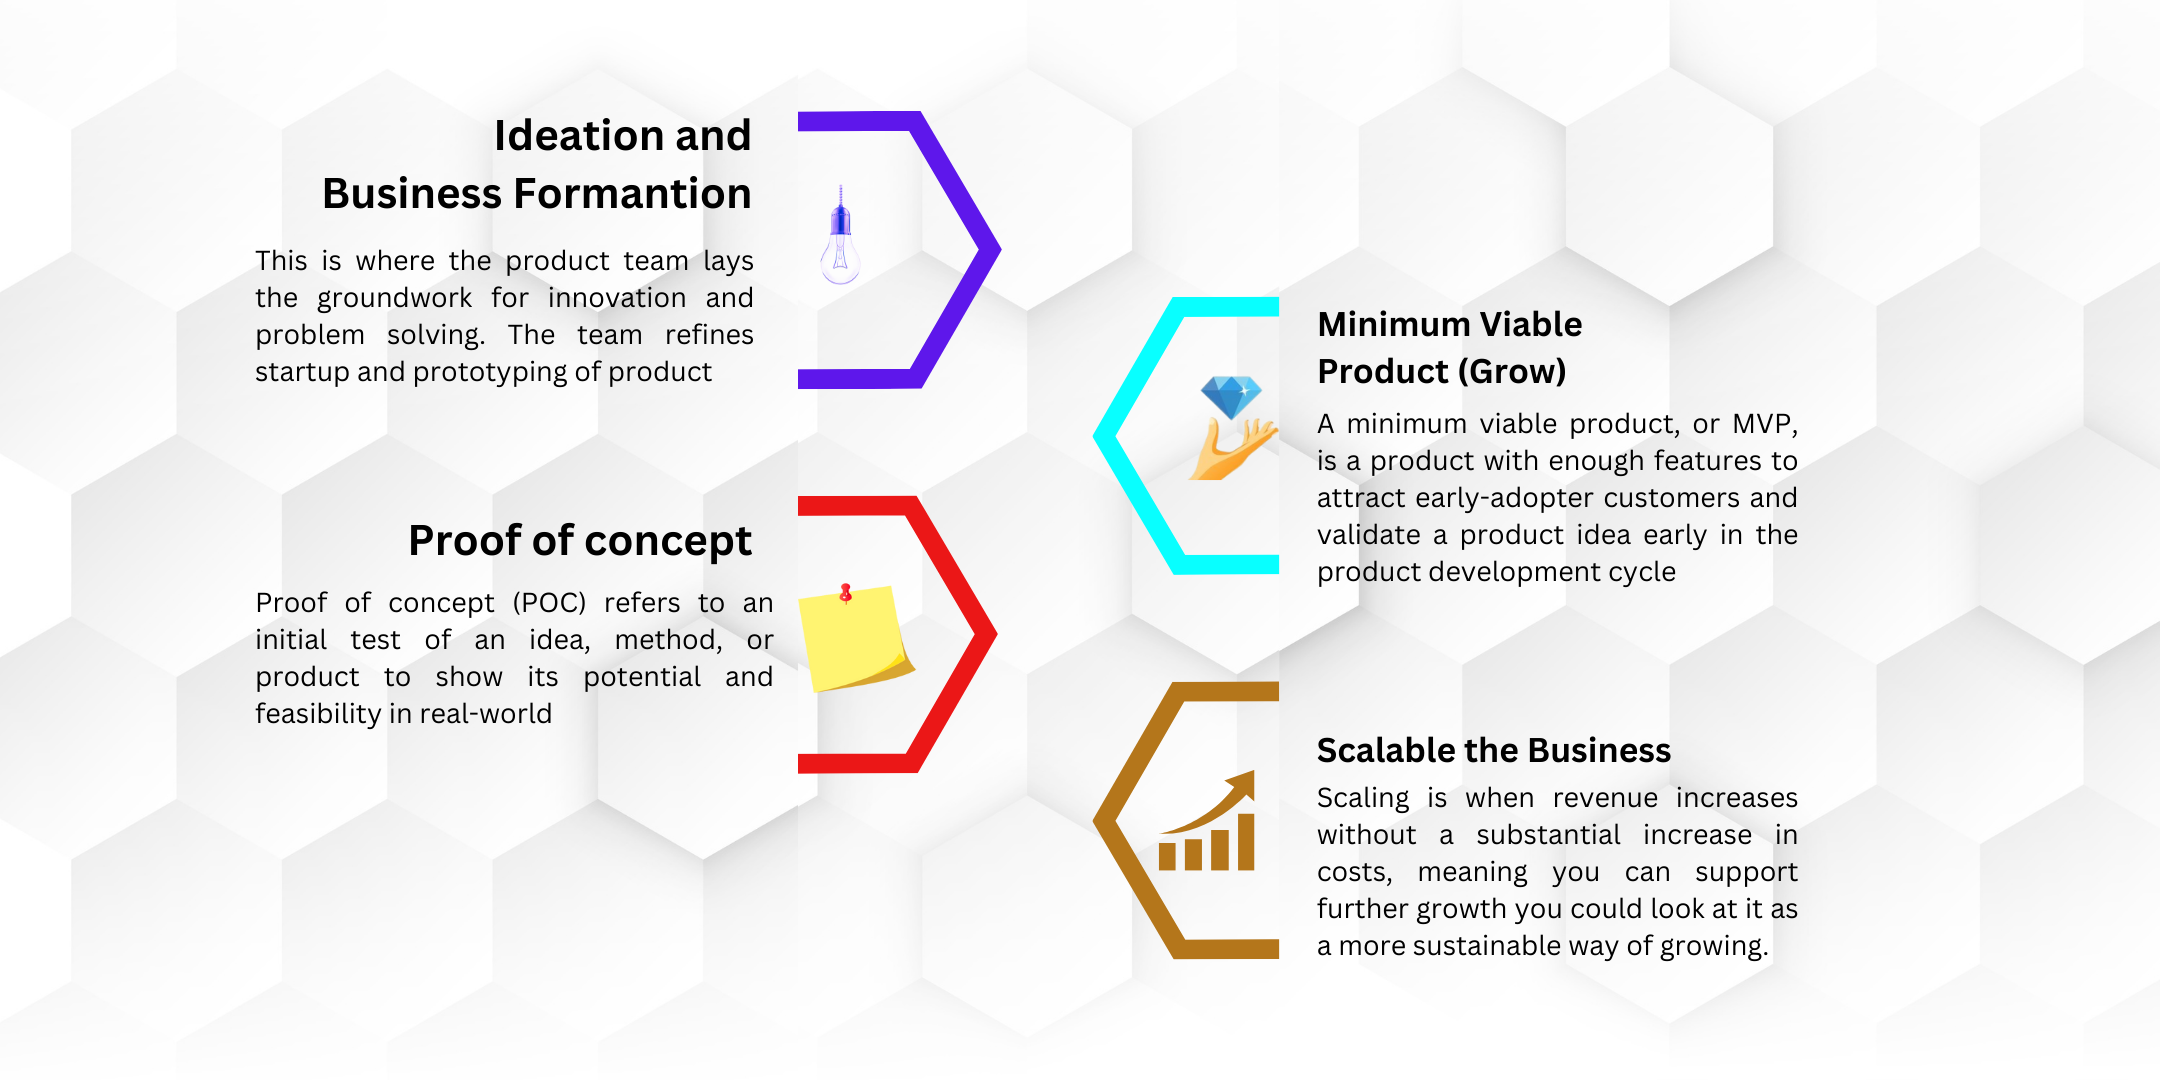 Ideation and
Business Formantion
This is where the product team lays
the groundwork for innovation and
problem solving. The team refines
startup and prototyping of product
Minimum Viable
Product (Grow)
A minimum viable product, or MVP,
is a product with enough features to
attract early-adopter customers and
validate a product idea early in the
product development cycle
Proof of concept
Proof of concept (POC) refers to an
initial test of an idea, method, or
product to show its potential and
feasibility in real-world
Scalable the Business
Scaling is when revenue increases
without a substantial increase in
costs, meaning you can support
further growth you could look at it as
a more sustainable way of growing.